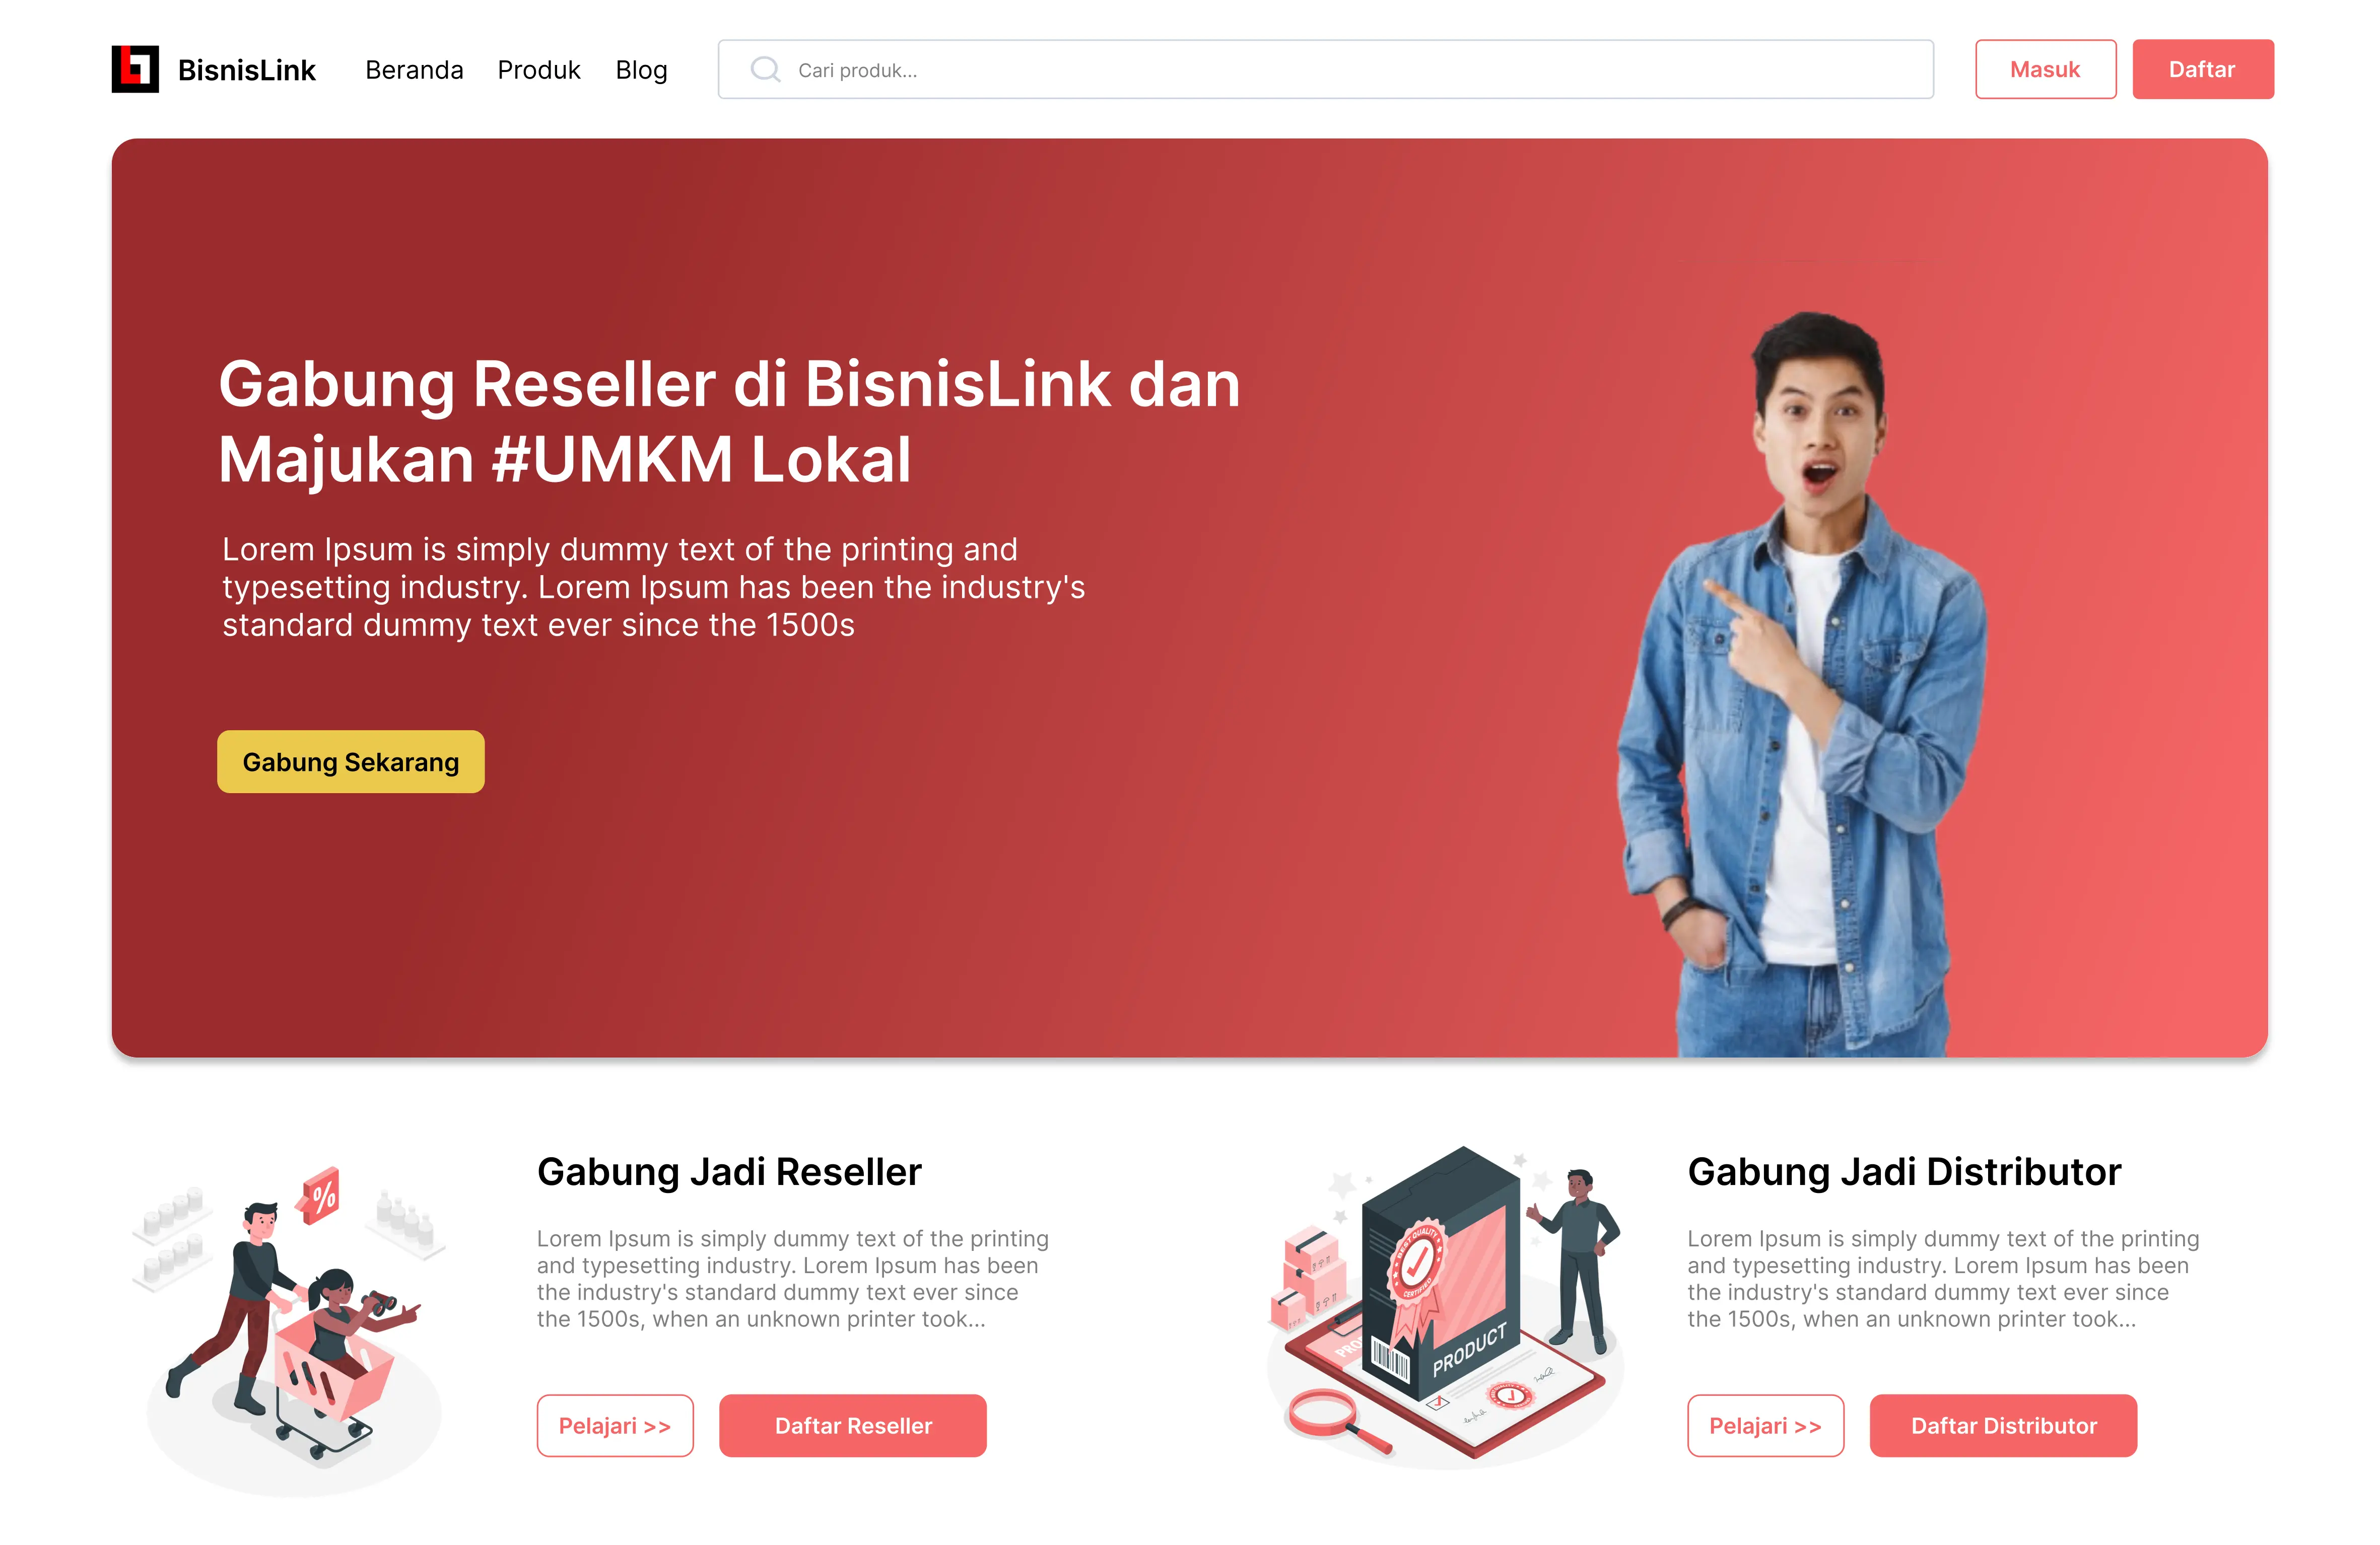 BisnisLink
Beranda
Produk
Blog
Cari produk...
Masuk
Daftar
Gabung Reseller di BisnisLink dan
Majukan #UMKM Lokal
Lorem Ipsum is simply dummy text of the printing and
typesetting industry. Lorem Ipsum has been the industry's
standard dummy text ever since the 1500s
Gabung Sekarang
%
Gabung Jadi Reseller
Lorem Ipsum is simply dummy text of the printing
and typesetting industry. Lorem Ipsum has been
the industry's standard dummy text ever since
the 1500s, when an unknown printer took...
Pelajari >>
Daftar Reseller
BEST QUALITY
CERTIFIED
PRODUCT
Gabung Jadi Distributor
Lorem Ipsum is simply dummy text of the printing
and typesetting industry. Lorem Ipsum has been
the industry's standard dummy text ever since
the 1500s, when an unknown printer took...
Pelajari >>
Daftar Distributor